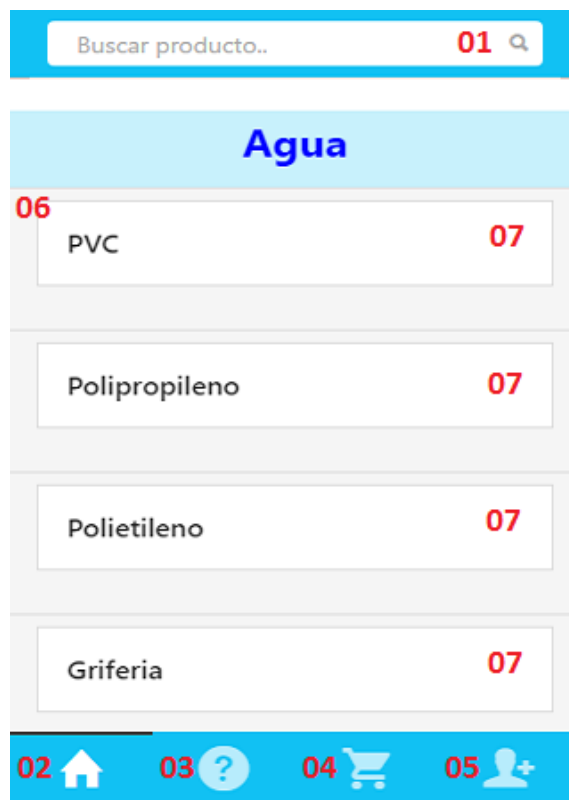 Buscar producto.. 01
Agua
06
PVC 07
Polipropileno 07
Polietileno 07
Griferia 07
02 03 ? 04 05